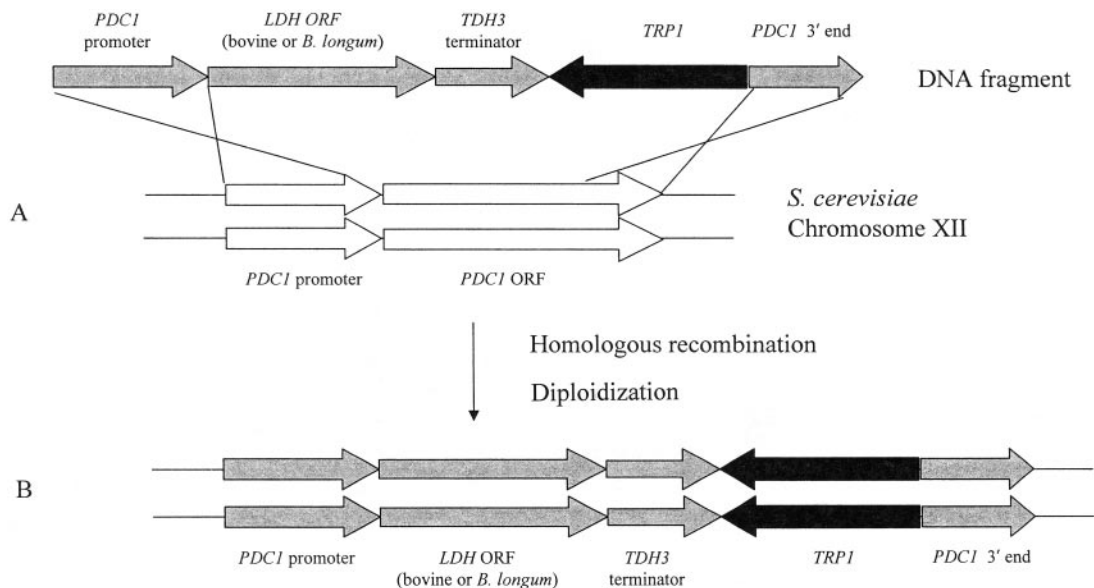 PDC1
promoter
LDH ORF
(bovine or B. longum)
TDH3
terminator
TRP1
PDC1 3′ end
DNA fragment
A
S. cerevisiae
Chromosome XII
PDC1 promoter
PDC1 ORF
Homologous recombination
Diploidization
B
PDC1 promoter
LDH ORF
(bovine or B. longum)
TDH3
terminator
TRP1
PDC1 3′ end